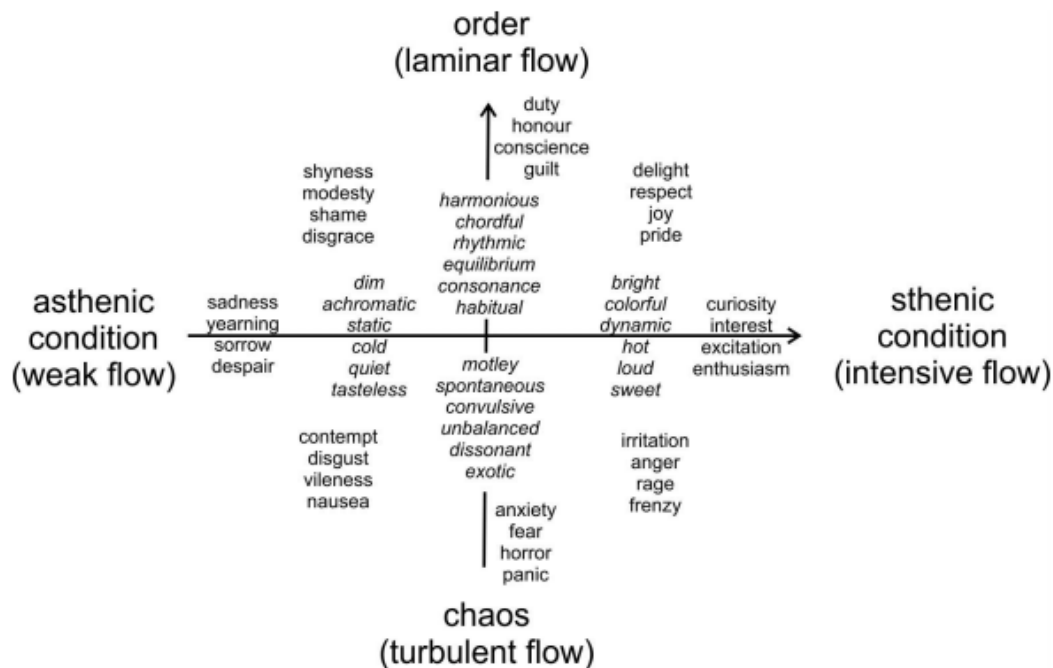 order
(laminar flow)
duty
honour
conscience
guilt
shyness
modesty
shame
disgrace
harmonious
chordful
rhythmic
equilibrium
consonance
habitual
delight
respect
joy
pride
asthenic
condition
(weak flow)
sadness
yearning
sorrow
despair
dim
achromatic
static
cold
quiet
tasteless
bright
colorful
dynamic
hot
loud
sweet
curiosity
interest
excitation
enthusiasm
sthenic
condition
(intensive flow)
motley
spontaneous
convulsive
unbalanced
dissonant
exotic
contempt
disgust
vileness
nausea
irritation
anger
rage
frenzy
anxiety
fear
horror
panic
chaos
(turbulent flow)